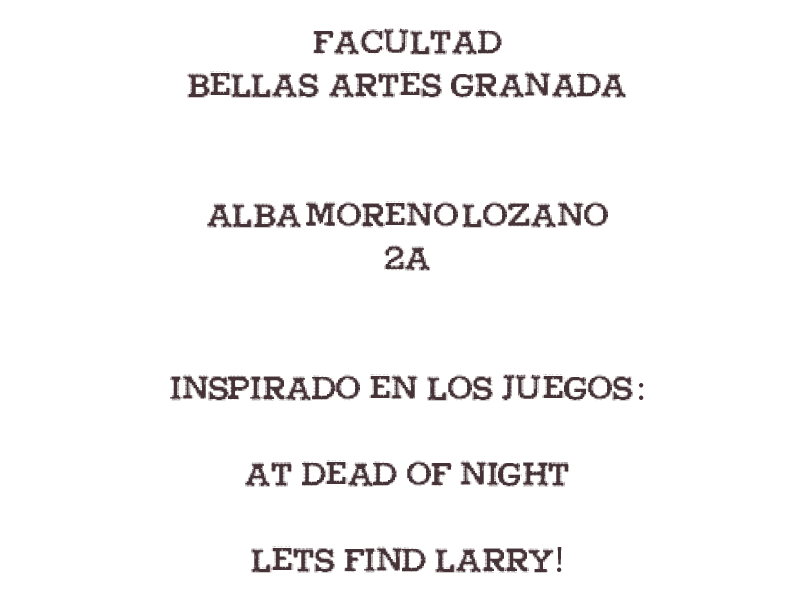 FACULTAD
BELLAS ARTES GRANADA
ALBA MORENO LOZANO
2A
INSPIRADO EN LOS JUEGOS:
AT DEAD OF NIGHT
LETS FIND LARRY!